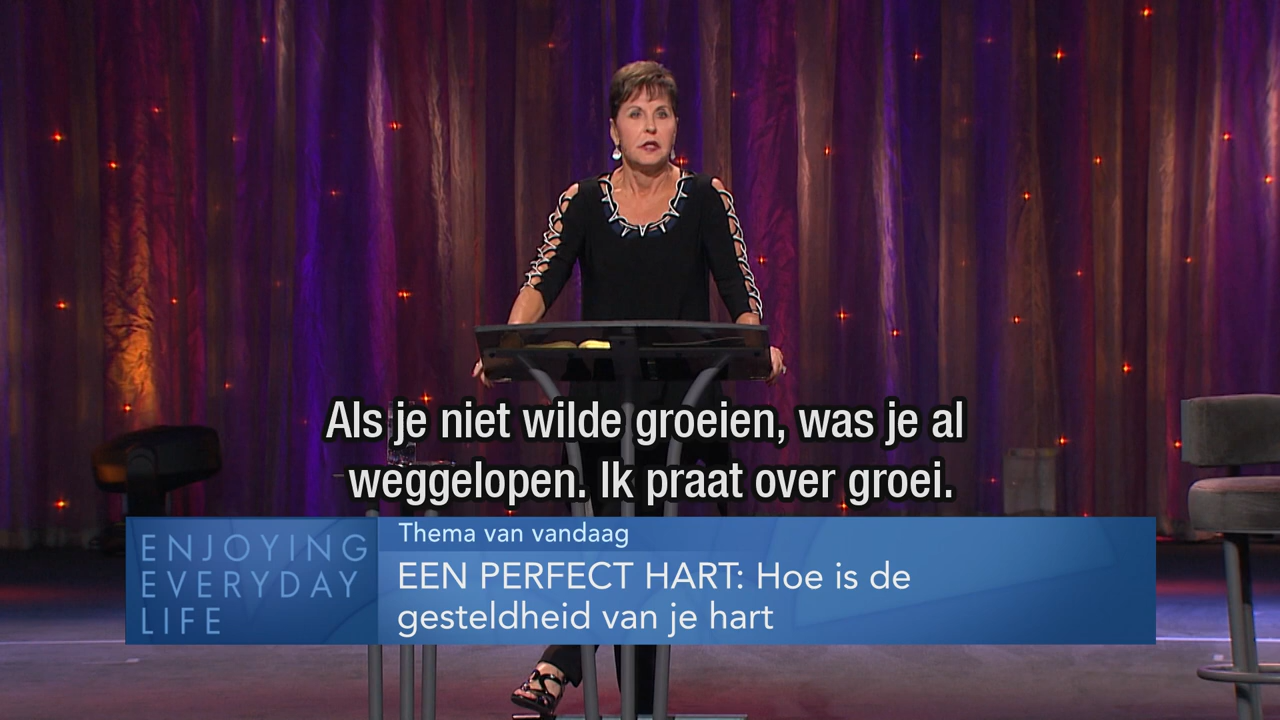 Als je niet wilde groeien, was je al
weggelopen. Ik praat over groei.
ENJOYING
EVERYDAY
LIFE
Thema van vandaag
EEN PERFECT HART: Hoe is de
gesteldheid van je hart